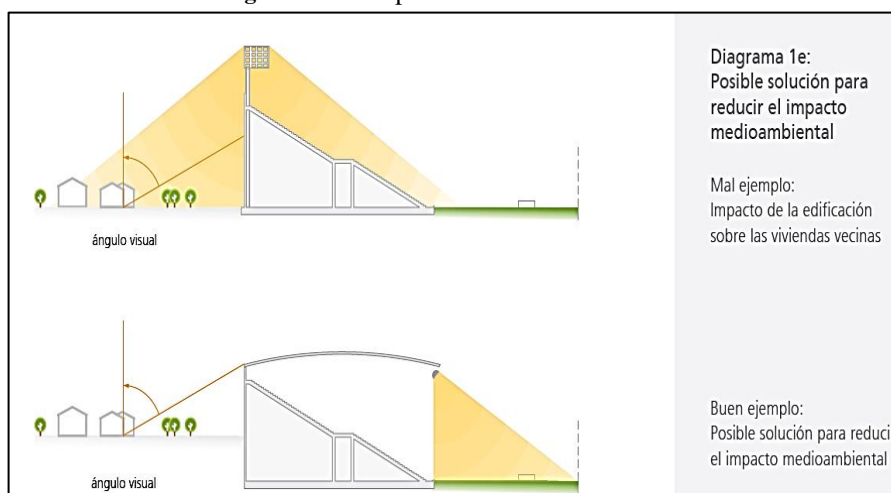 Diagrama 1e:
Posible solución para
reducir el impacto
medioambiental
Mal ejemplo:
Impacto de la edificación
sobre las viviendas vecinas
ángulo visual
Buen ejemplo:
Posible solución para reduci
el impacto medioambiental
ángulo visual